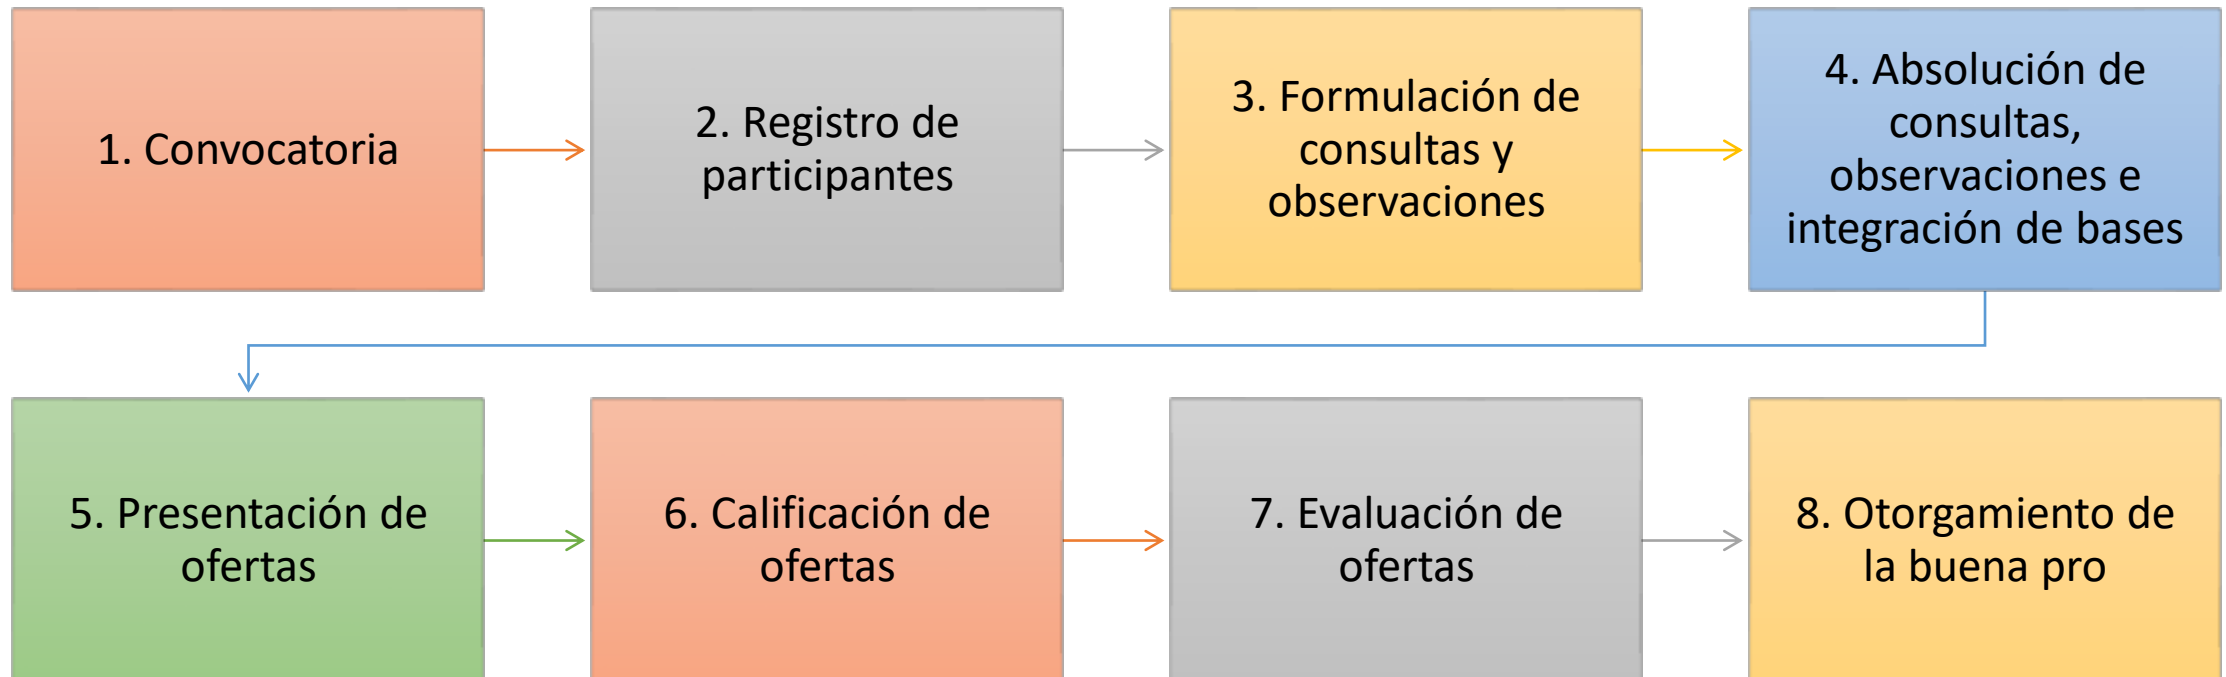 1. Convocatoria
2. Registro de
participantes
3. Formulación de
consultas y
observaciones
4. Absolución de
consultas,
observaciones e
integración de bases
5. Presentación de
ofertas
6. Calificación de
ofertas
7. Evaluación de
ofertas
8. Otorgamiento de
la buena pro